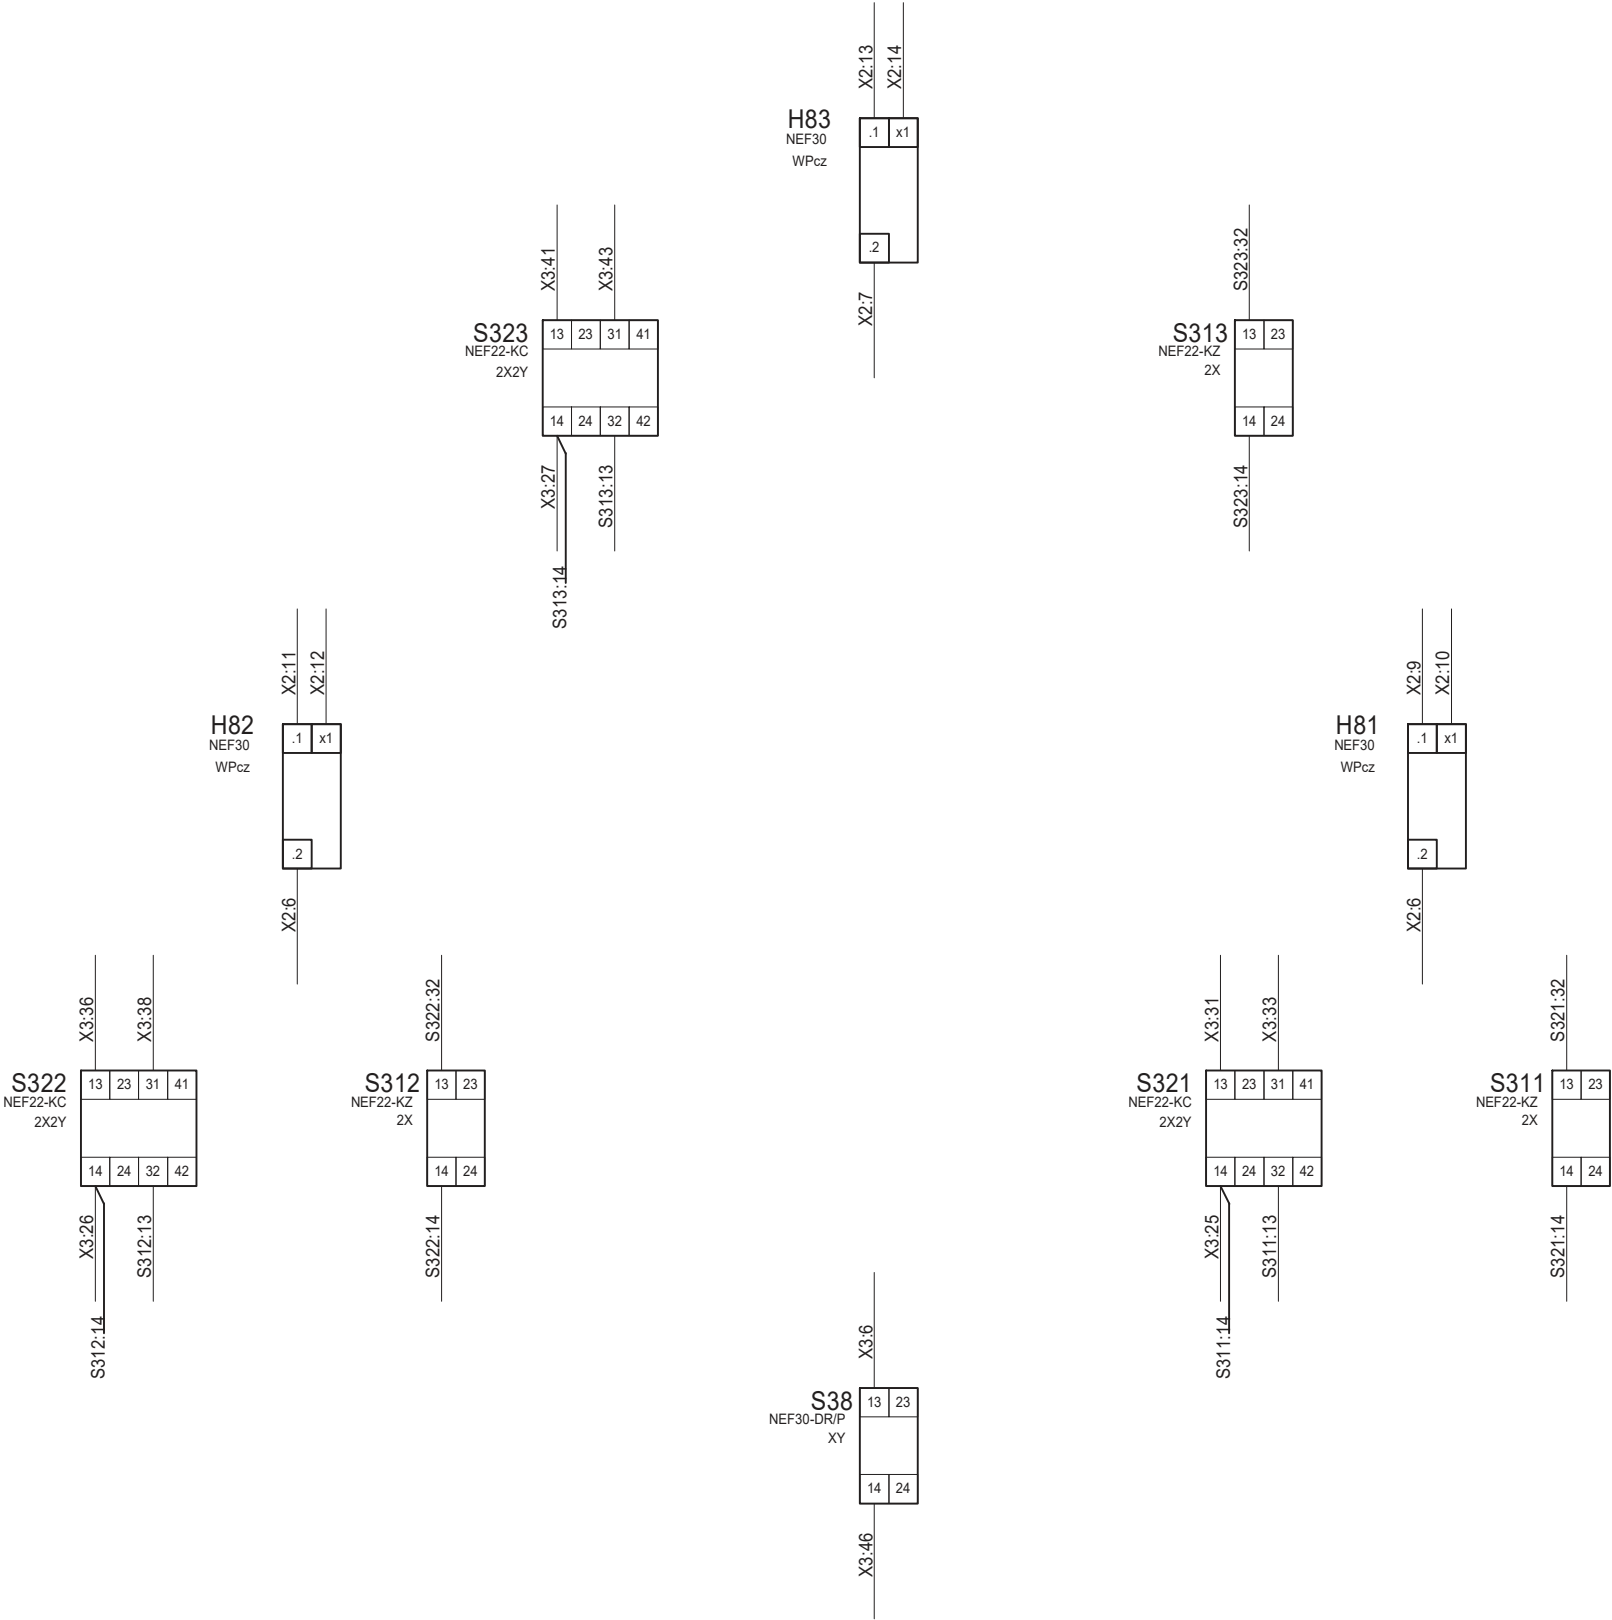 X2:13
X2:14
H83
NEF30
WPcz
.1 x1
.2
X2:7
X3:41
X3:43
S323
NEF22-KC
2X2Y
13 23 31 41
14 24 32 42
X3:27
S313:14
S313:13
S323:32
S313
NEF22-KZ
2X
13 23
14 24
S323:14
X2:11
X2:12
H82
NEF30
WPcz
.1 x1
.2
X2:6
X2:9
X2:10
H81
NEF30
WPcz
.1 x1
.2
X2:6
X3:36
X3:38
S322
NEF22-KC
2X2Y
13 23 31 41
14 24 32 42
X3:26
S312:14
S312:13
S322:32
S312
NEF22-KZ
2X
13 23
14 24
S322:14
X3:31
X3:33
S321
NEF22-KC
2X2Y
13 23 31 41
14 24 32 42
X3:25
S311:14
S311:13
S321:32
S311
NEF22-KZ
2X
13 23
14 24
S321:14
X3:6
S38
NEF30-DR/P
XY
13 23
14 24
X3:46